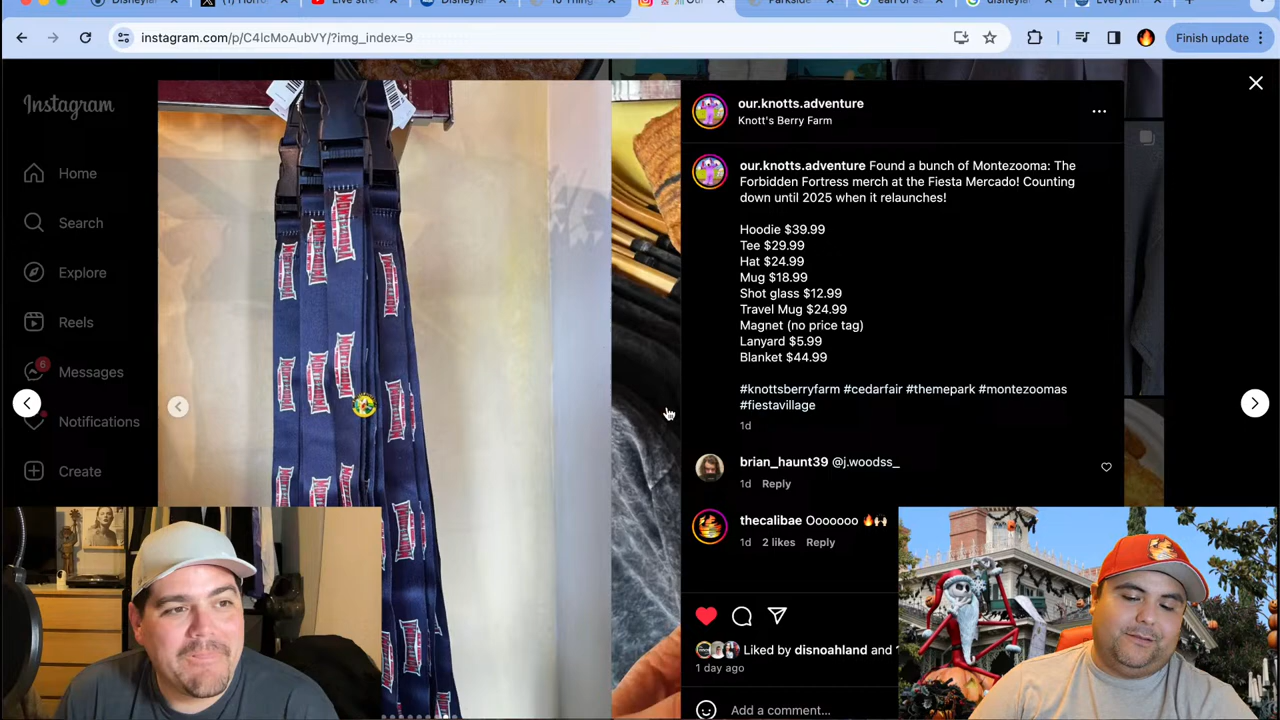 instagram.com/p/C4lcMoAubVY/?img_index=9
Finish update
Instagram
Home
Search
Explore
Reels
6
Messages
Notifications
Create
MONTEZOOMA
our.knotts.adventure
Knott's Berry Farm
our.knotts.adventure Found a bunch of Montezooma: The
Forbidden Fortress merch at the Fiesta Mercado! Counting
down until 2025 when it relaunches!
Hoodie $39.99
Tee $29.99
Hat $24.99
Mug $18.99
Shot glass $12.99
Travel Mug $24.99
Magnet (no price tag)
Lanyard $5.99
Blanket $44.99
#knottsberryfarm #cedarfair #themepark #montezoomas
#fiestavillage
1d
brian_haunt39 @j.woodss_
1d Reply
thecalibae Ooooooo 🔥🙌
1d 2 likes Reply
Liked by disnoahland and
1 day ago
Add a comment...